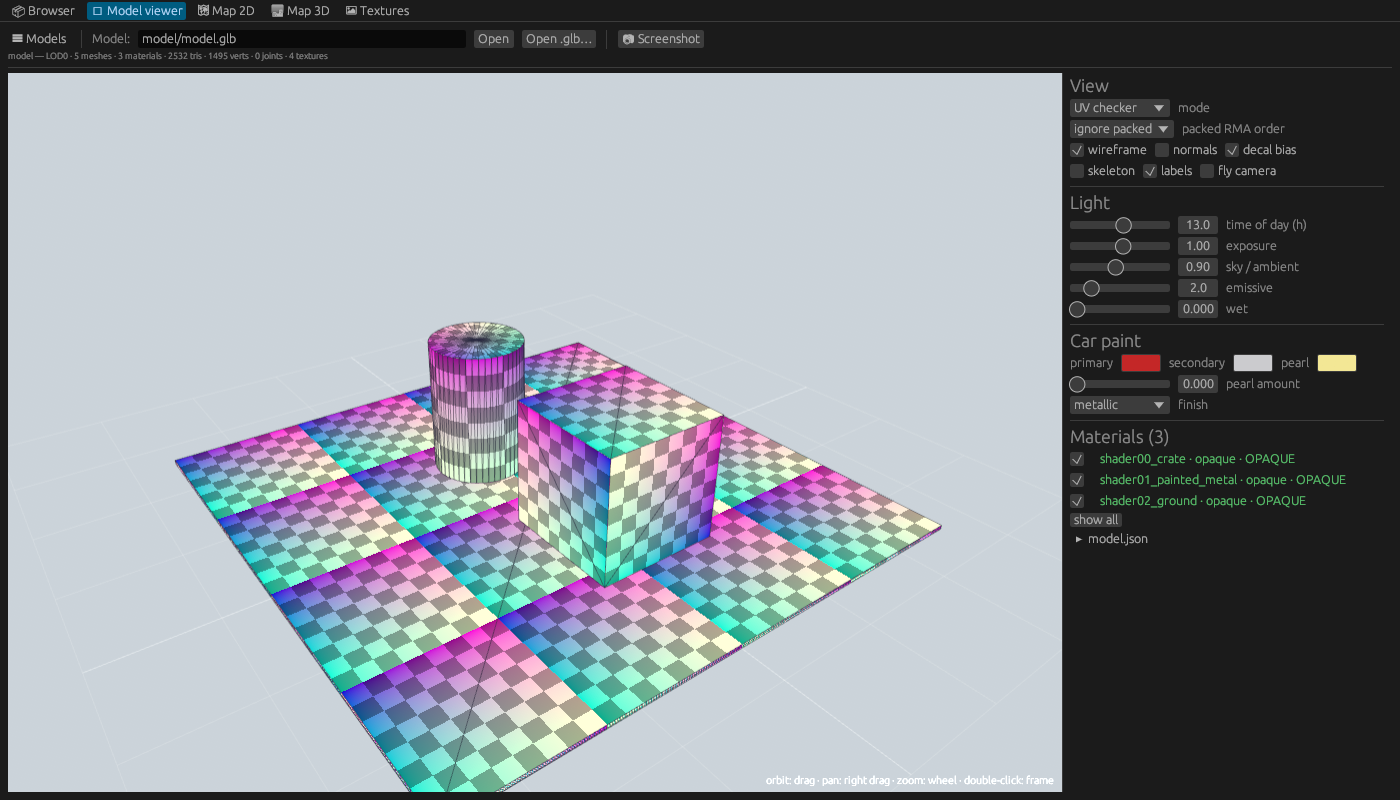 Browser Model viewer Map 2D Map 3D Textures
Models Model: model/model.glb Open Open .glb… Screenshot
model — LOD0 · 5 meshes · 3 materials · 2532 tris · 1495 verts · 0 joints · 4 textures
View
UV checker mode
ignore packed packed RMA order
wireframe normals decal bias
skeleton labels fly camera
Light
13.0 time of day (h)
1.00 exposure
0.90 sky / ambient
2.0 emissive
0.000 wet
Car paint
primary secondary pearl
0.000 pearl amount
metallic finish
Materials (3)
shader00_crate · opaque · OPAQUE
shader01_painted_metal · opaque · OPAQUE
shader02_ground · opaque · OPAQUE
show all
model.json
orbit: drag · pan: right drag · zoom: wheel · double-click: frame